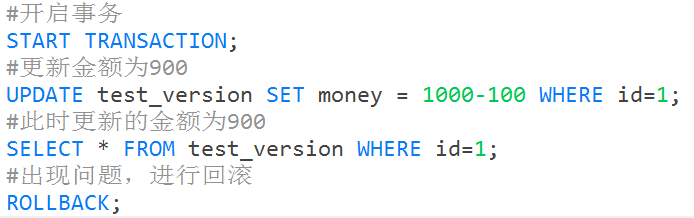 #开启事务
START TRANSACTION;
#更新金额为900
UPDATE test_version SET money = 1000-100 WHERE id=1;
#此时更新的金额为900
SELECT * FROM test_version WHERE id=1;
#出现问题，进行回滚
ROLLBACK;